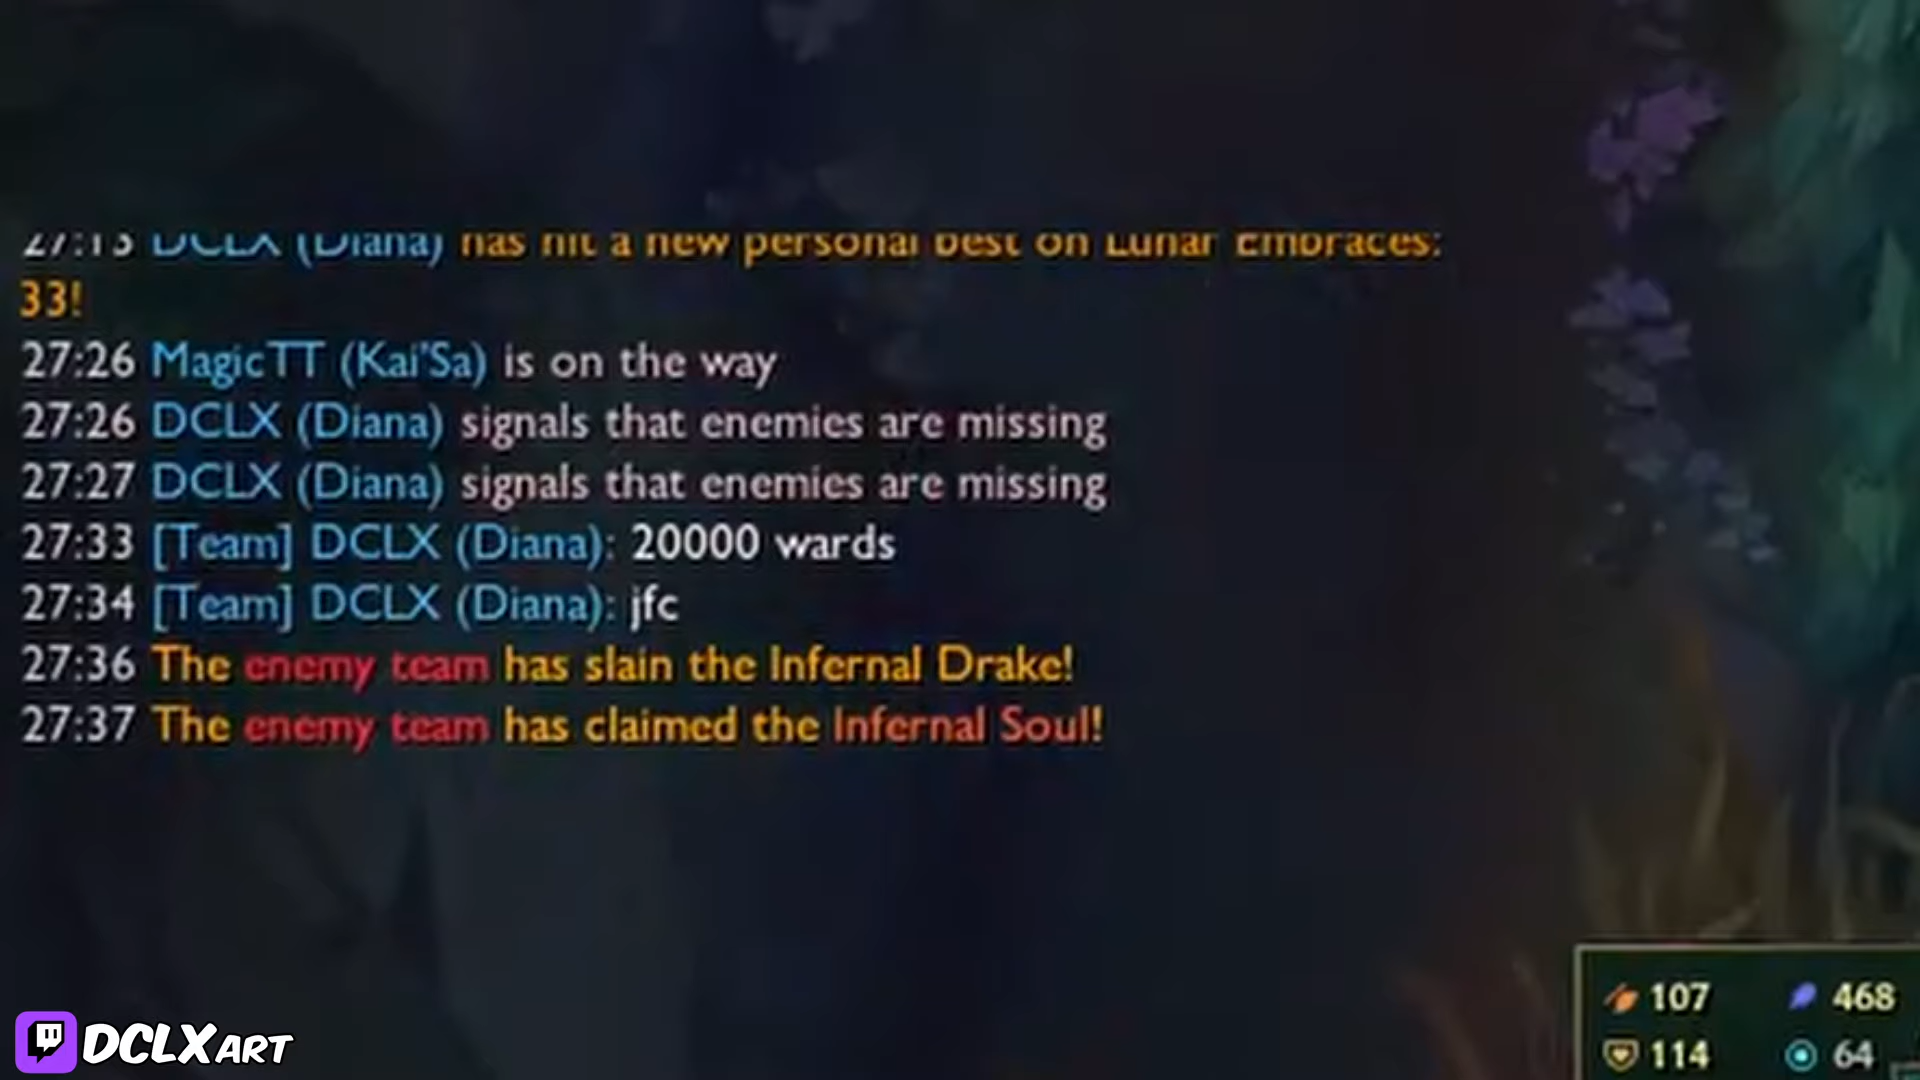 27:13 DCLX (Diana) has hit a new personal best on Lunar Embraces:
33!
27:26 MagicTT (Kai'Sa) is on the way
27:26 DCLX (Diana) signals that enemies are missing
27:27 DCLX (Diana) signals that enemies are missing
27:33 [Team] DCLX (Diana): 20000 wards
27:34 [Team] DCLX (Diana): jfc
27:36 The enemy team has slain the Infernal Drake!
27:37 The enemy team has claimed the Infernal Soul!
107 468
114 64
DCLXART